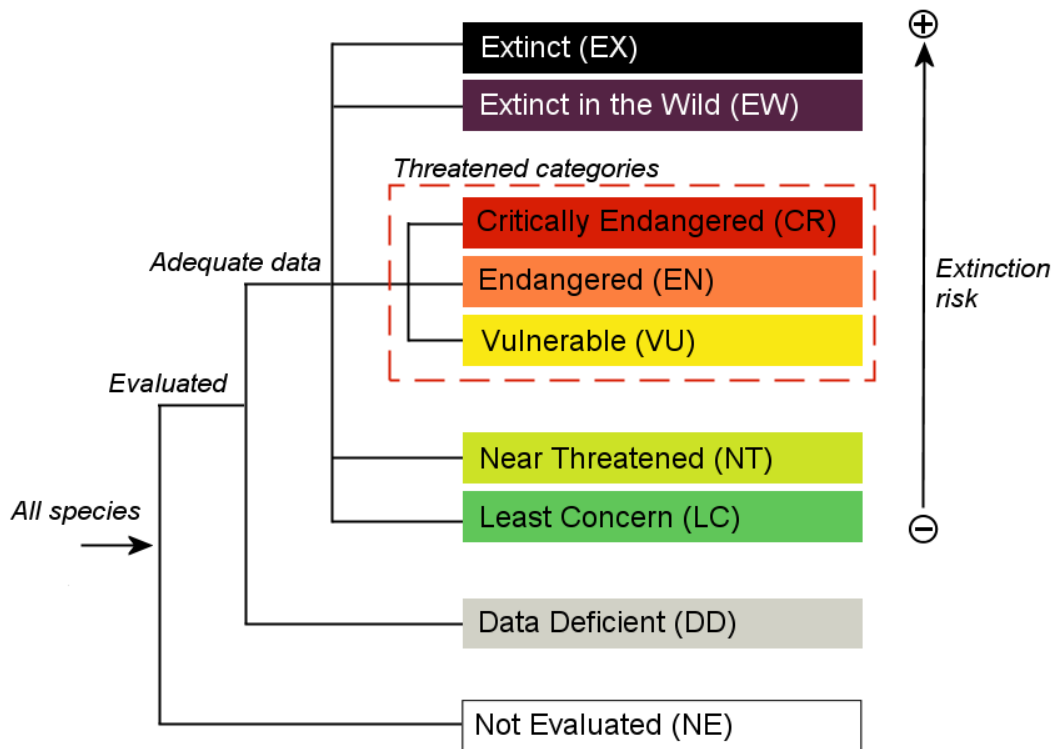 Extinct (EX)
Extinct in the Wild (EW)
Threatened categories
Critically Endangered (CR)
Adequate data
Endangered (EN)
Extinction
risk
Vulnerable (VU)
Evaluated
Near Threatened (NT)
All species
Least Concern (LC)
Data Deficient (DD)
Not Evaluated (NE)